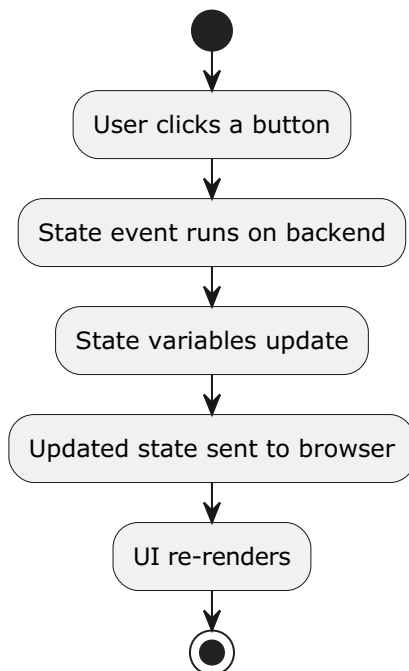 User clicks a button
State event runs on backend
State variables update
Updated state sent to browser
UI re-renders